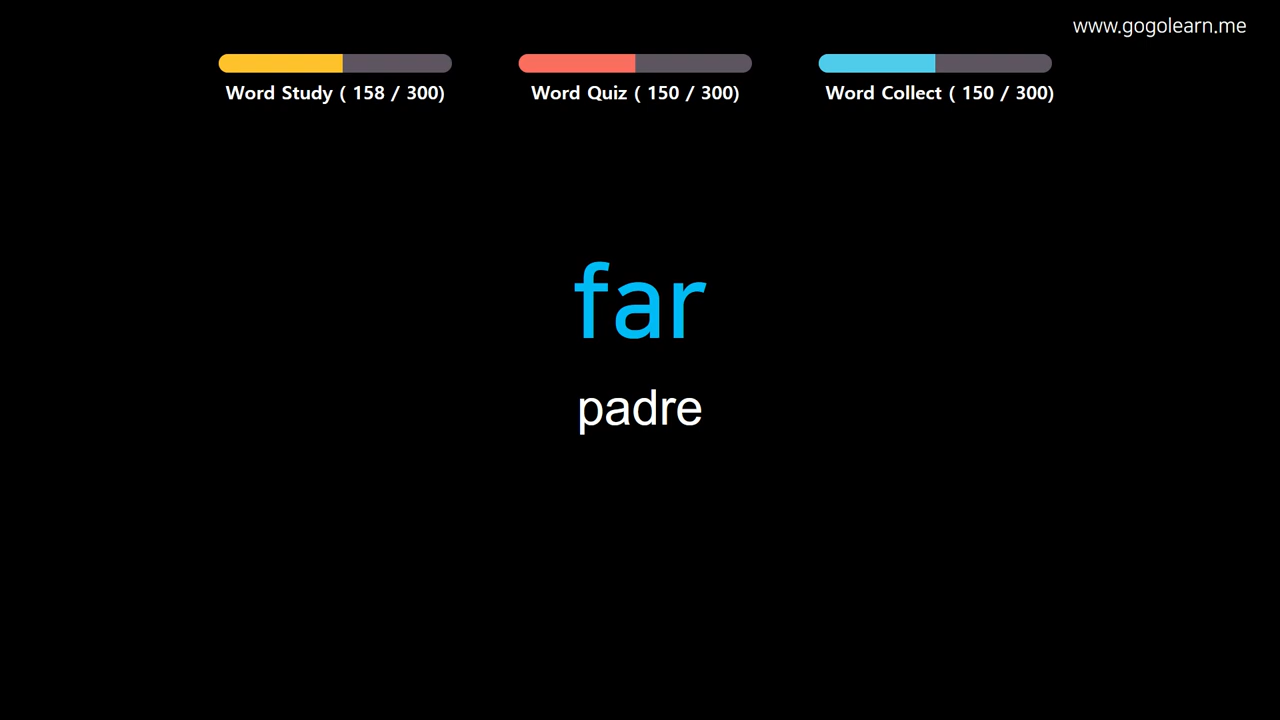 www.gogolearn.me
Word Study ( 158 / 300)
Word Quiz ( 150 / 300)
Word Collect ( 150 / 300)
far
padre